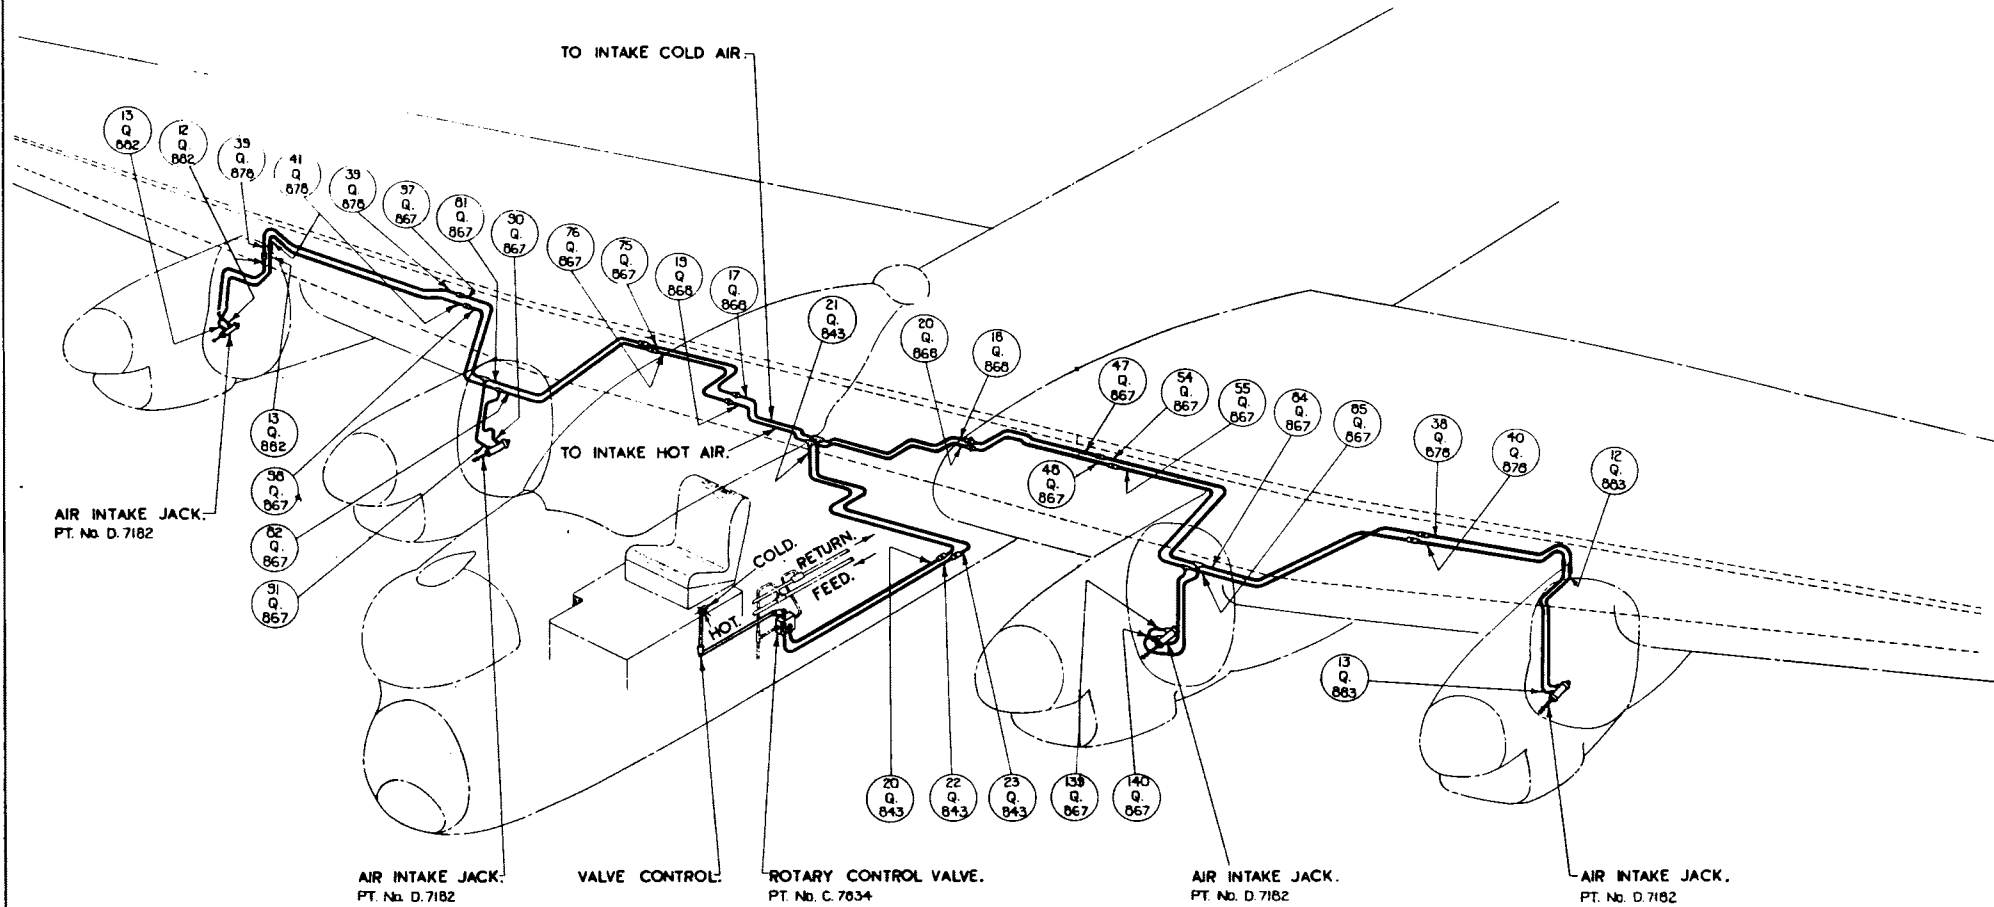 TO INTAKE COLD AIR.
13
Q
882
12
Q.
882
39
Q.
878
41
Q
878
39
Q.
878
97
Q.
867
81
Q.
867
90
Q.
867
76
Q.
867
75
Q.
867
19
Q
868
17
Q.
868
21
Q.
843
20
Q.
868
18
Q.
868
47
Q.
867
54
Q.
867
55
Q.
867
84
Q.
867
85
Q.
867
38
Q.
878
40
Q.
878
12
Q.
883
13
Q.
882
98
Q.
867
82
Q.
867
91
Q.
867
48
Q.
867
TO INTAKE HOT AIR.
AIR INTAKE JACK.
PT. No. D. 7182
COLD.
RETURN.
FEED.
HOT.
13
Q.
883
20
Q.
843
22
Q.
843
23
Q.
843
139
Q.
867
140
Q.
867
AIR INTAKE JACK.
PT. No. D. 7182
VALVE CONTROL.
ROTARY CONTROL VALVE.
PT. No. C. 7834
AIR INTAKE JACK.
PT. No. D. 7182
AIR INTAKE JACK.
PT. No. D. 7182